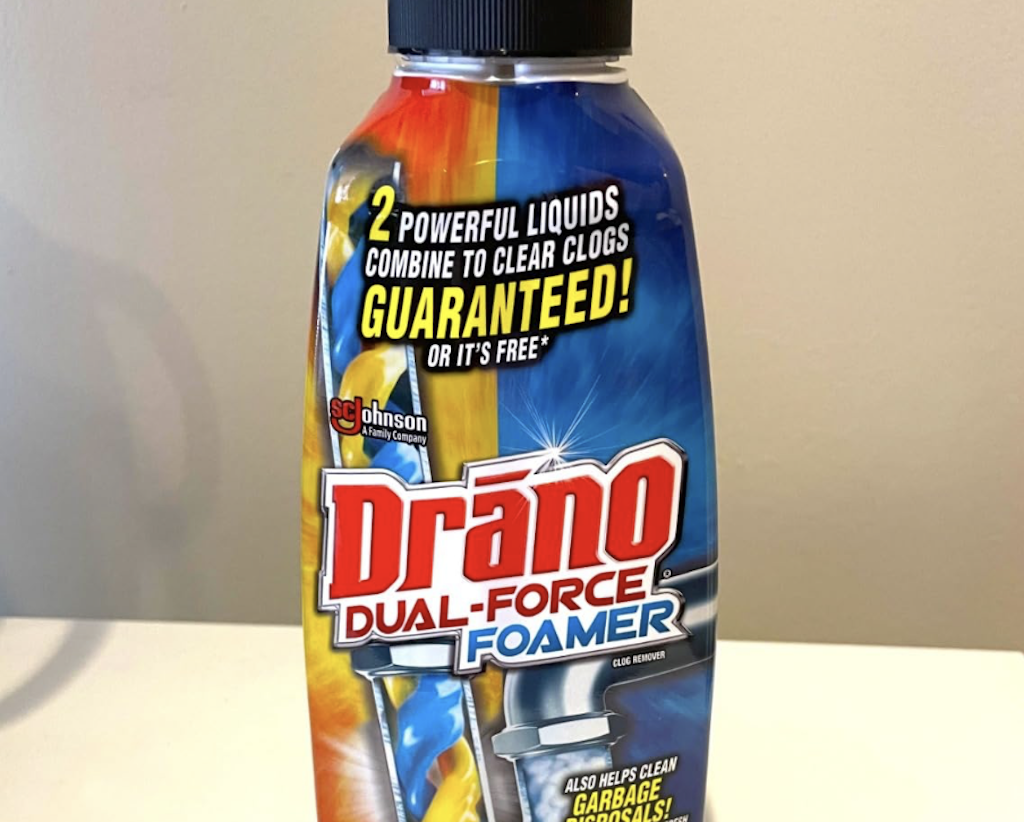 2 POWERFUL LIQUIDS
COMBINE TO CLEAR CLOGS
GUARANTEED!
OR IT'S FREE*
scJohnson
A Family Company
Drāno
®
DUAL-FORCE
FOAMER
CLOG REMOVER
ALSO HELPS CLEAN
GARBAGE
DISPOSALS!